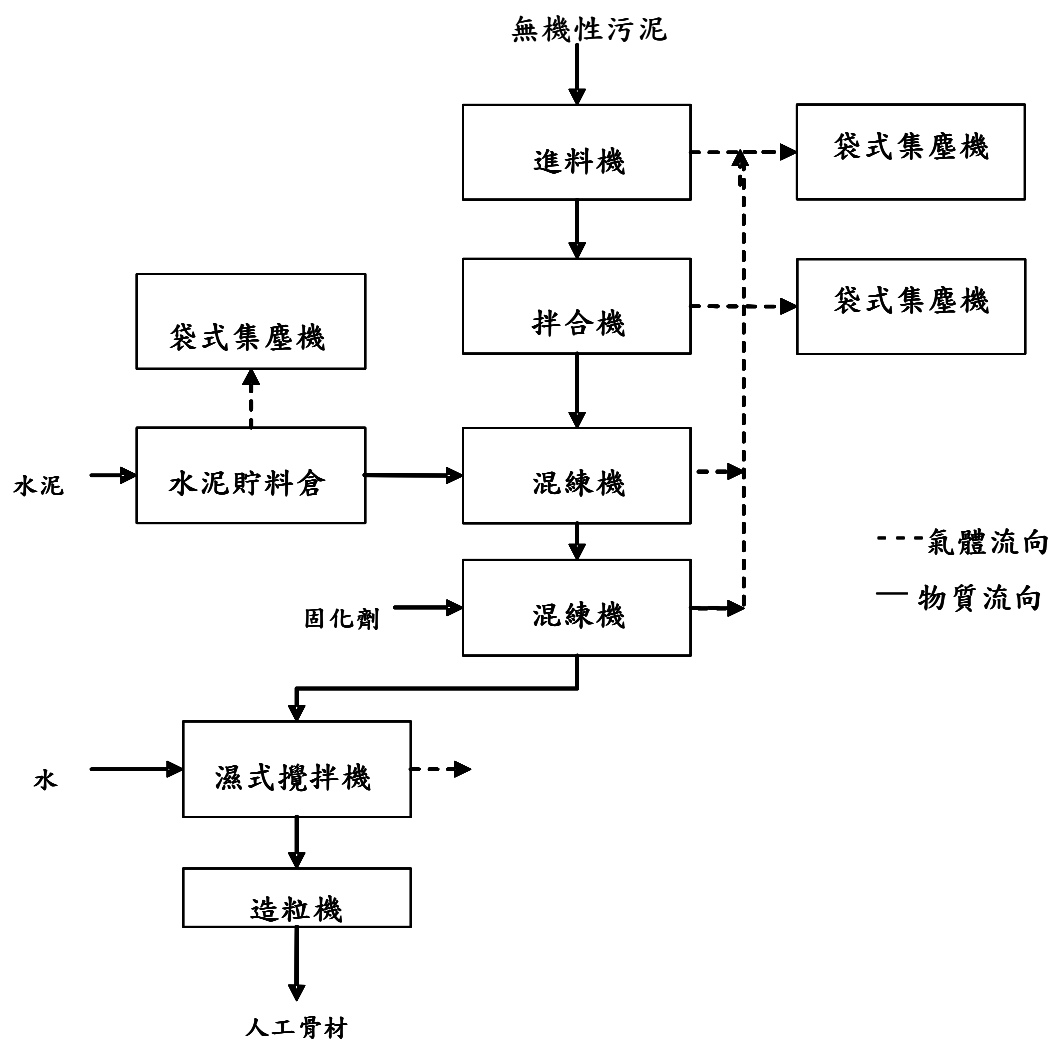 無機性污泥
進料機
袋式集塵機
拌合機
袋式集塵機
袋式集塵機
水泥
水泥貯料倉
混練機
氣體流向
物質流向
固化劑
混練機
水
濕式攪拌機
造粒機
人工骨材